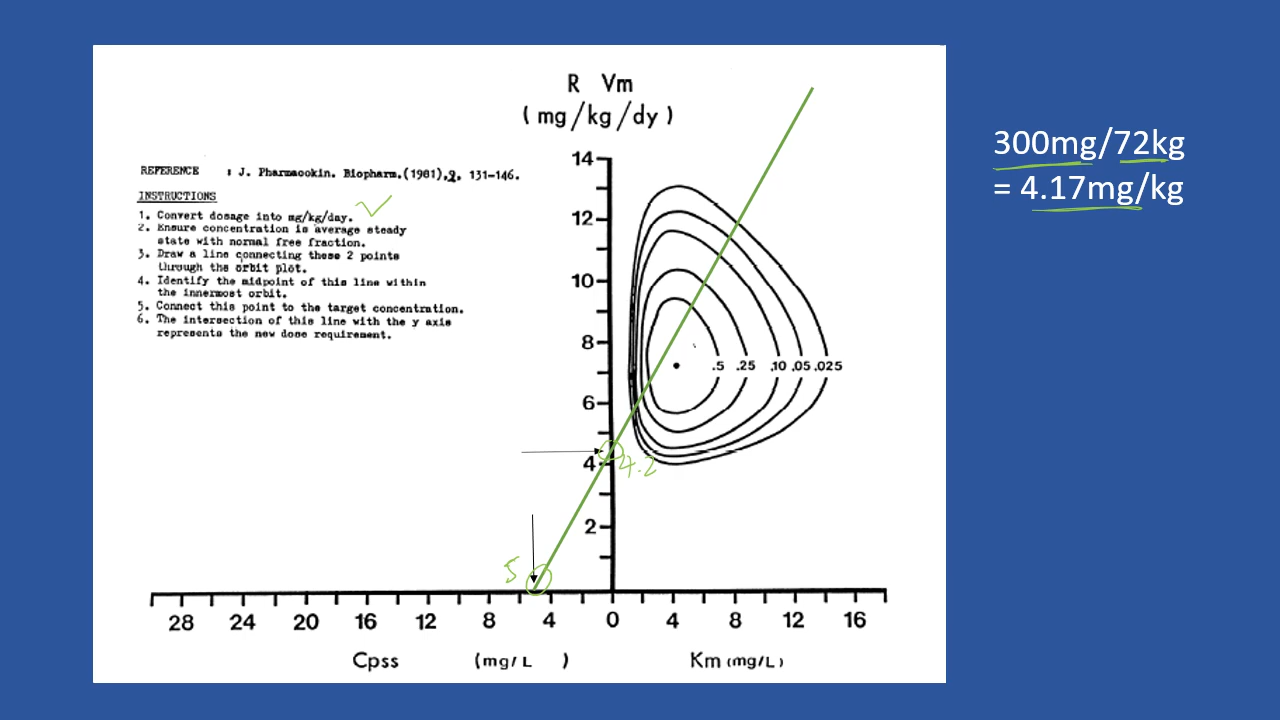 R Vm
( mg/kg/dy )
REFERENCE : J. Pharmacokin. Biopharm.(1981),9, 131-146.
INSTRUCTIONS
1. Convert dosage into mg/kg/day.
2. Ensure concentration is average steady
state with normal free fraction.
3. Draw a line connecting these 2 points
through the orbit plot.
4. Identify the midpoint of this line within
the innermost orbit.
5. Connect this point to the target concentration.
6. The intersection of this line with the y axis
represents the new dose requirement.
14
12
10
8
6
4
2
.5 .25 .10 .05 .025
4.2
5
28 24 20 16 12 8 4 0 4 8 12 16
Cpss (mg/L ) Km (mg/L)
300mg/72kg
= 4.17mg/kg